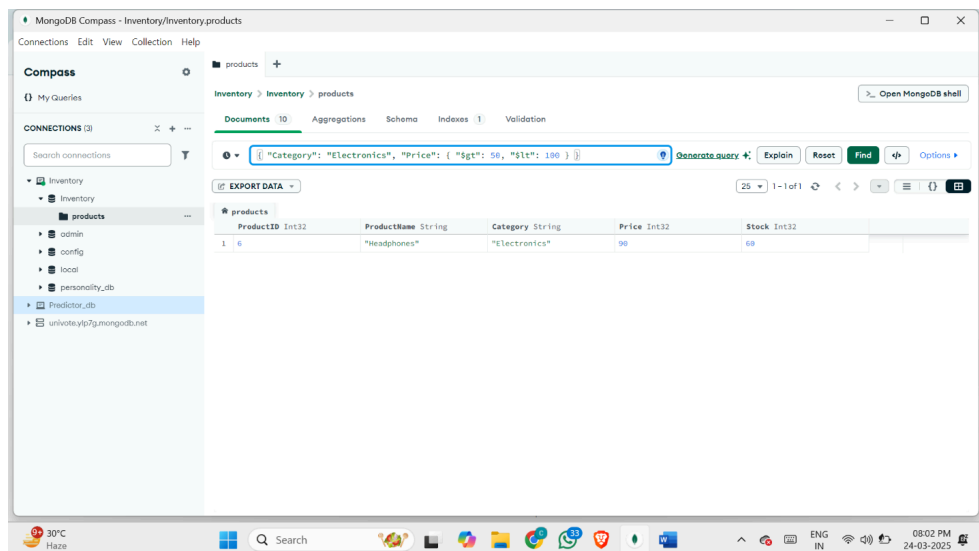 MongoDB Compass - Inventory/Inventory.products
Connections Edit View Collection Help
Compass
{} My Queries
CONNECTIONS (3)
Search connections
Inventory
Inventory
products
admin
config
local
personality_db
Predictor_db
univote.ylp7g.mongodb.net
products
Inventory > Inventory > products
>_ Open MongoDB shell
Documents 10 Aggregations Schema Indexes 1 Validation
{ "Category": "Electronics", "Price": { "$gt": 50, "$lt": 100 } }
Generate query Explain Reset Find </> Options
EXPORT DATA
25 1-1 of 1
products
ProductID Int32 ProductName String Category String Price Int32 Stock Int32
1 6 "Headphones" "Electronics" 90 60
9+ 30°C
Haze
Search
33
ENG
IN
08:02 PM
24-03-2025